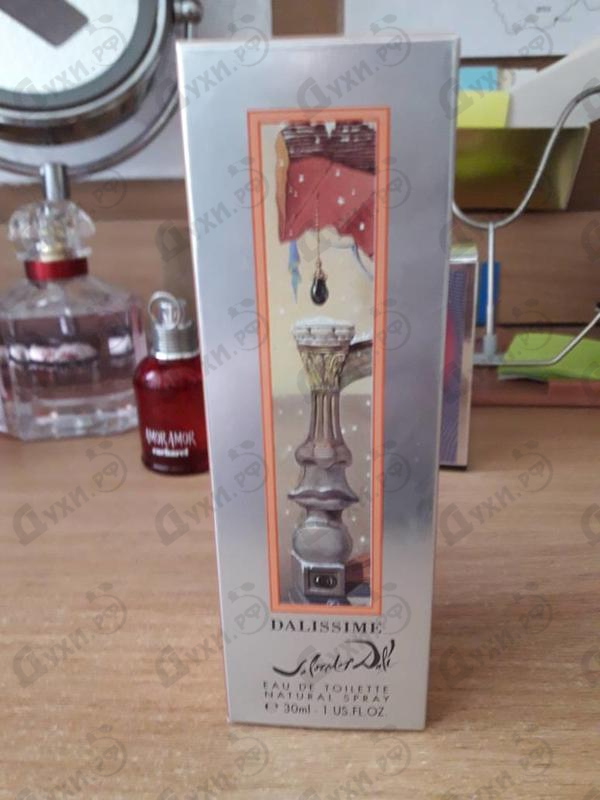 AMOR AMOR
cacharel
DALISSIME
Salvador Dali
EAU DE TOILETTE
NATURAL SPRAY
℮ 30ml - 1 US.FL.OZ.
Духи.рф